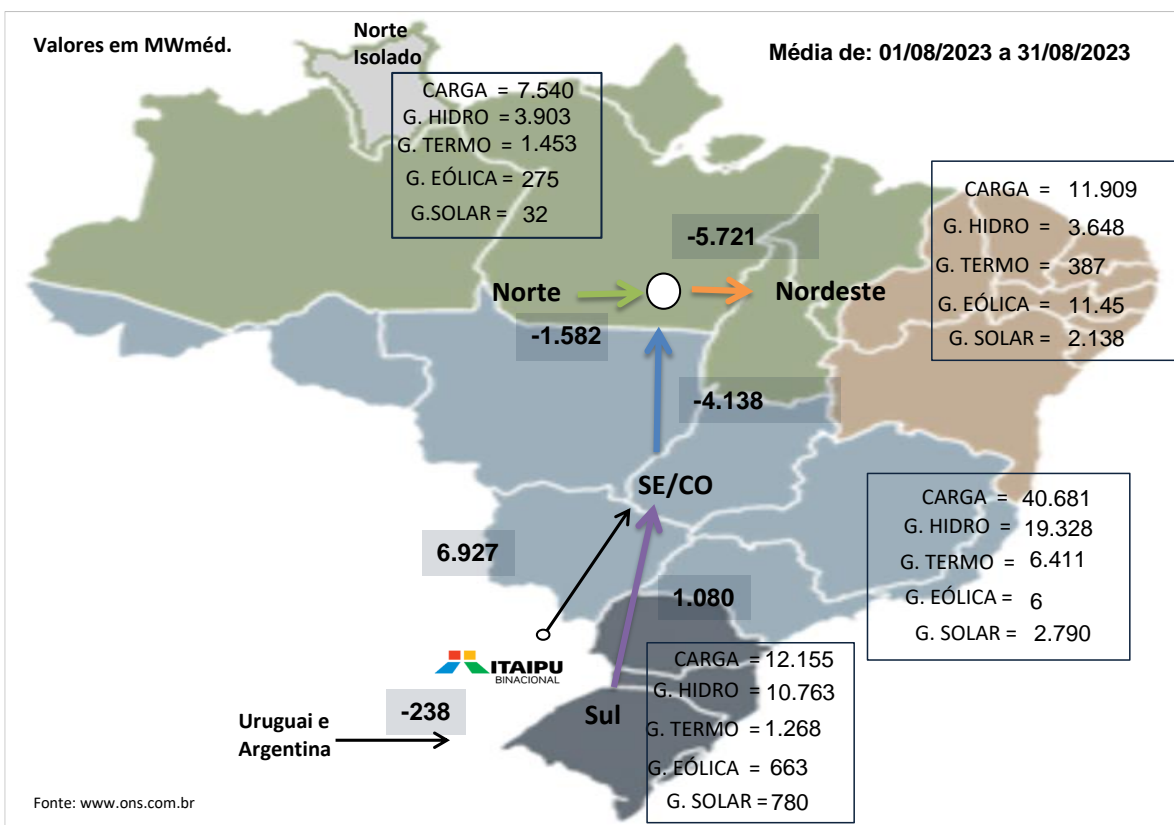 Valores em MWméd.
Norte
Isolado
Média de: 01/08/2023 a 31/08/2023
CARGA = 7.540
G. HIDRO = 3.903
G. TERMO = 1.453
G. EÓLICA = 275
G.SOLAR = 32
CARGA = 11.909
G. HIDRO = 3.648
G. TERMO = 387
G. EÓLICA = 11.45
G. SOLAR = 2.138
-5.721
Norte
Nordeste
-1.582
-4.138
SE/CO
CARGA = 40.681
G. HIDRO = 19.328
G. TERMO = 6.411
G. EÓLICA = 6
G. SOLAR = 2.790
6.927
1.080
ITAIPU
BINACIONAL
CARGA = 12.155
G. HIDRO = 10.763
G. TERMO = 1.268
G. EÓLICA = 663
G. SOLAR = 780
-238
Sul
Uruguai e
Argentina
Fonte: www.ons.com.br